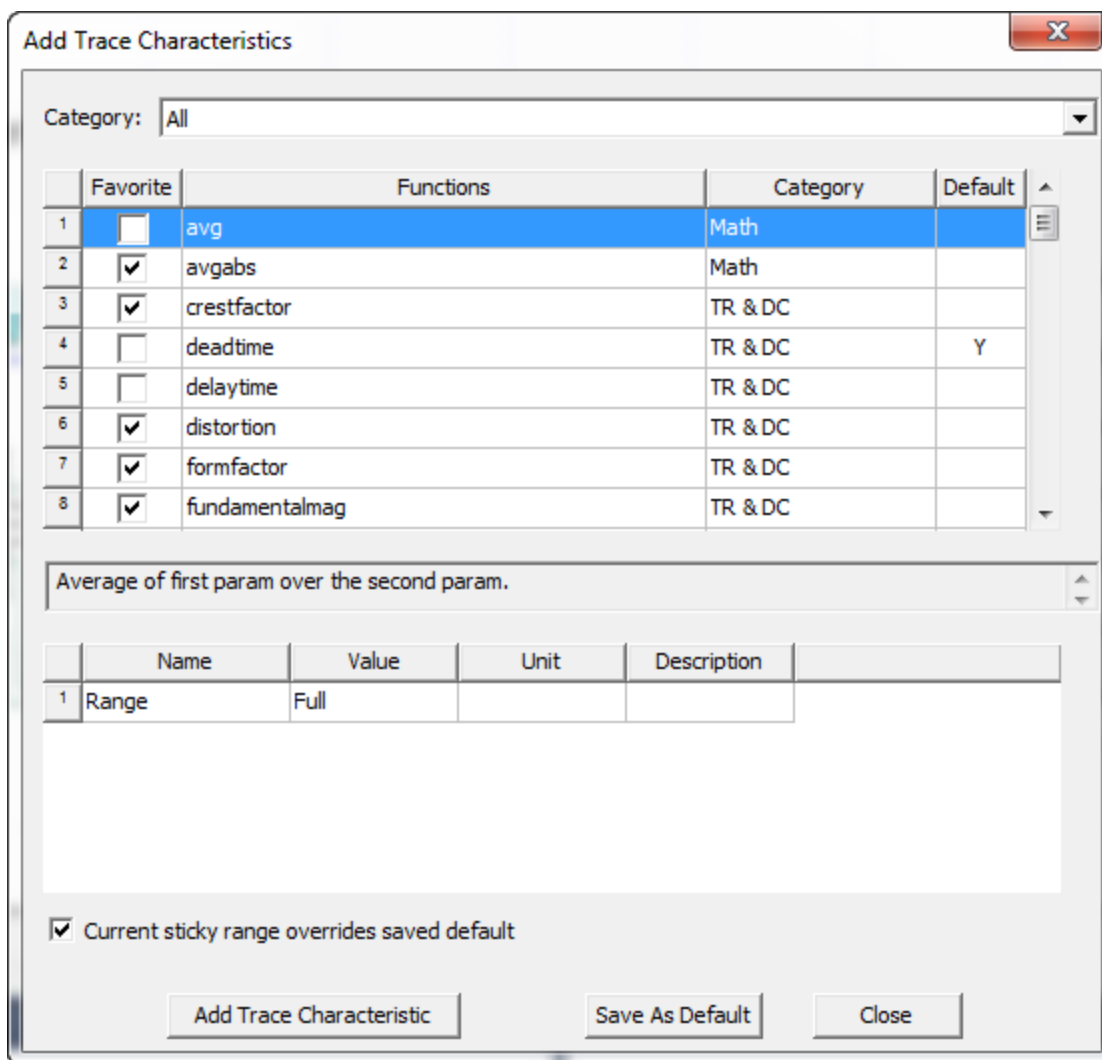 Add Trace Characteristics
Category: All
Favorite Functions Category Default
1 avg Math
2 avgabs Math
3 crestfactor TR & DC
4 deadtime TR & DC Y
5 delaytime TR & DC
6 distortion TR & DC
7 formfactor TR & DC
8 fundamentalmag TR & DC
Average of first param over the second param.
Name Value Unit Description
1 Range Full
Current sticky range overrides saved default
Add Trace Characteristic Save As Default Close